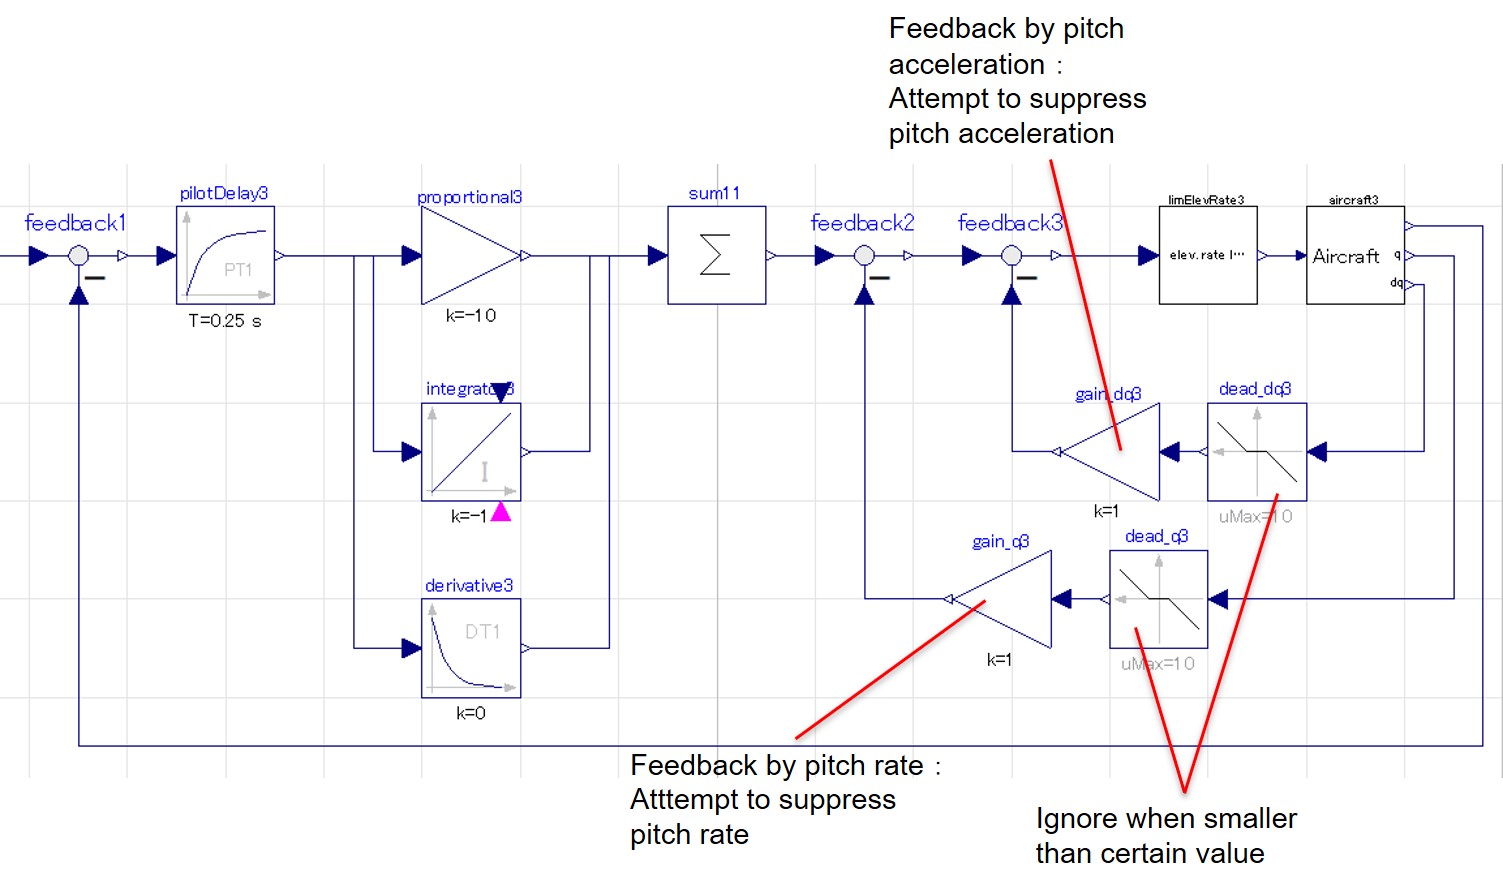 Feedback by pitch
acceleration：
Attempt to suppress
pitch acceleration
pilotDelay3
proportional3
sum11
limElevRate3
aircraft3
feedback1
feedback2
feedback3
PT1
elev. rate l...
Aircraft
q
dq
T=0.25 s
k=-10
gain_dq3
dead_dq3
I
k=-1
k=1
uMax=10
gain_q3
dead_q3
derivative3
DT1
k=1
uMax=10
k=0
Feedback by pitch rate：
Atttempt to suppress
pitch rate
Ignore when smaller
than certain value